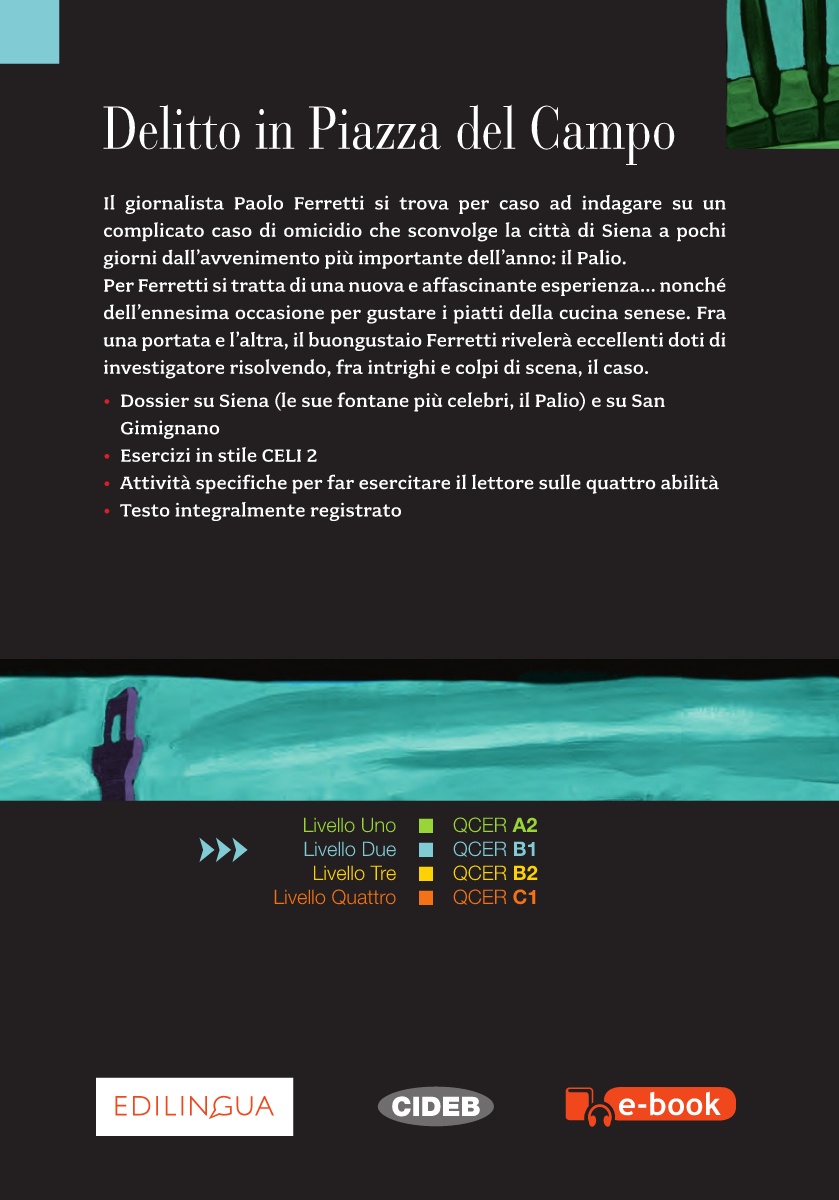 Delitto in Piazza del Campo
Il giornalista Paolo Ferretti si trova per caso ad indagare su un
complicato caso di omicidio che sconvolge la città di Siena a pochi
giorni dall'avvenimento più importante dell'anno: il Palio.
Per Ferretti si tratta di una nuova e affascinante esperienza... nonché
dell'ennesima occasione per gustare i piatti della cucina senese. Fra
una portata e l'altra, il buongustaio Ferretti rivelerà eccellenti doti di
investigatore risolvendo, fra intrighi e colpi di scena, il caso.
• Dossier su Siena (le sue fontane più celebri, il Palio) e su San
Gimignano
• Esercizi in stile CELI 2
• Attività specifiche per far esercitare il lettore sulle quattro abilità
• Testo integralmente registrato
Livello Uno QCER A2
Livello Due QCER B1
Livello Tre QCER B2
Livello Quattro QCER C1
EDILINGUA
CIDEB
e-book